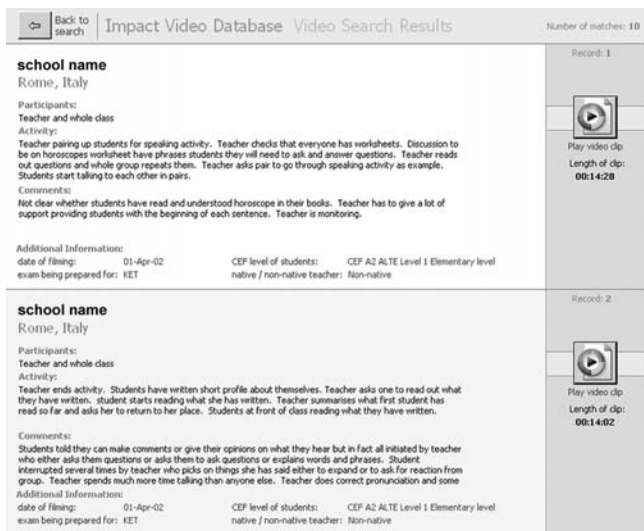 Back to search
Impact Video Database Video Search Results
Number of matches: 10
school name
Rome, Italy
Participants:
Teacher and whole class
Activity:
Teacher pairing up students for speaking activity. Teacher checks that everyone has worksheets. Discussion to
be on horoscopes worksheet have phrases students they will need to ask and answer questions. Teacher reads
out questions and whole group repeats them. Teacher asks pair to go through speaking activity as example.
Students start talking to each other in pairs.
Comments:
Not clear whether students have read and understood horoscope in their books. Teacher has to give a lot of
support providing students with the beginning of each sentence. Teacher is monitoring.
Additional Information:
date of filming: 01-Apr-02 CEF level of students: CEF A2 ALTE Level 1 Elementary level
exam being prepared for: KET native / non-native teacher: Non-native
Record: 1
Play video clip
Length of clip:
00:14:28
school name
Rome, Italy
Participants:
Teacher and whole class
Activity:
Teacher ends activity. Students have written short profile about themselves. Teacher asks one to read out what
they have written. student starts reading what she has written. Teacher summarises what first student has
read so far and asks her to return to her place. Students at front of class reading what they have written.
Comments:
Students told they can make comments or give their opinions on what they hear but in fact all initiated by teacher
who either asks them questions or asks them to ask questions or explains words and phrases. Student
interrupted several times by teacher who picks on things she has said either to expand or to ask for reaction from
group. Teacher spends much more time talking than anyone else. Teacher does correct pronunciation and some
Additional Information:
date of filming: 01-Apr-02 CEF level of students: CEF A2 ALTE Level 1 Elementary level
exam being prepared for: KET native / non-native teacher: Non-native
Record: 2
Play video clip
Length of clip:
00:14:02